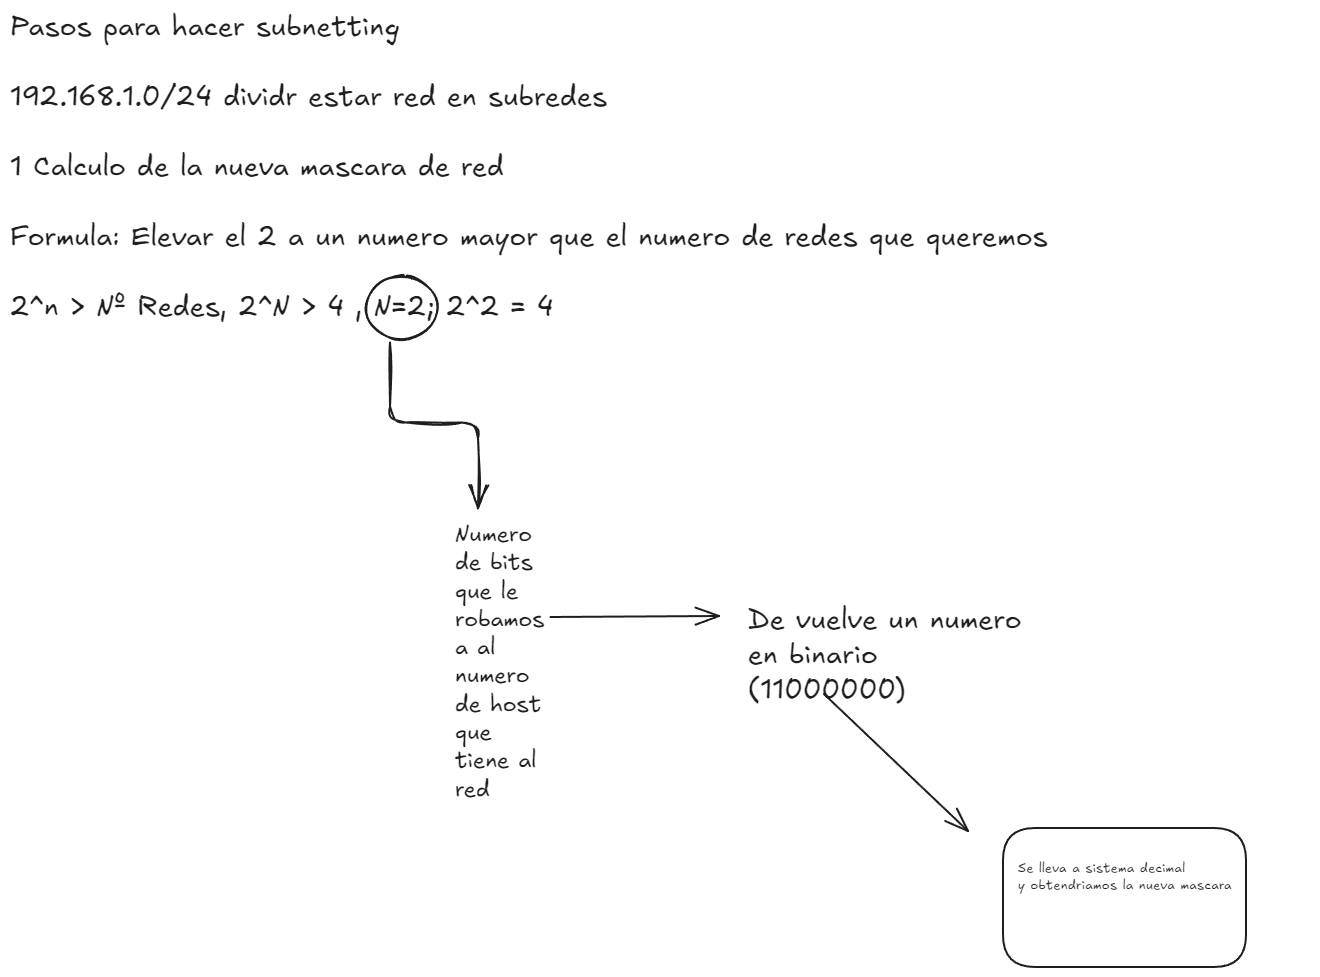 Pasos para hacer subnetting
192.168.1.0/24 dividr estar red en subredes
1 Calculo de la nueva mascara de red
Formula: Elevar el 2 a un numero mayor que el numero de redes que queremos
2^n > Nº Redes, 2^N > 4 , N=2; 2^2 = 4
Numero
de bits
que le
robamos
a al
numero
de host
que
tiene al
red
De vuelve un numero
en binario
(11000000)
Se lleva a sistema decimal
y obtendriamos la nueva mascara